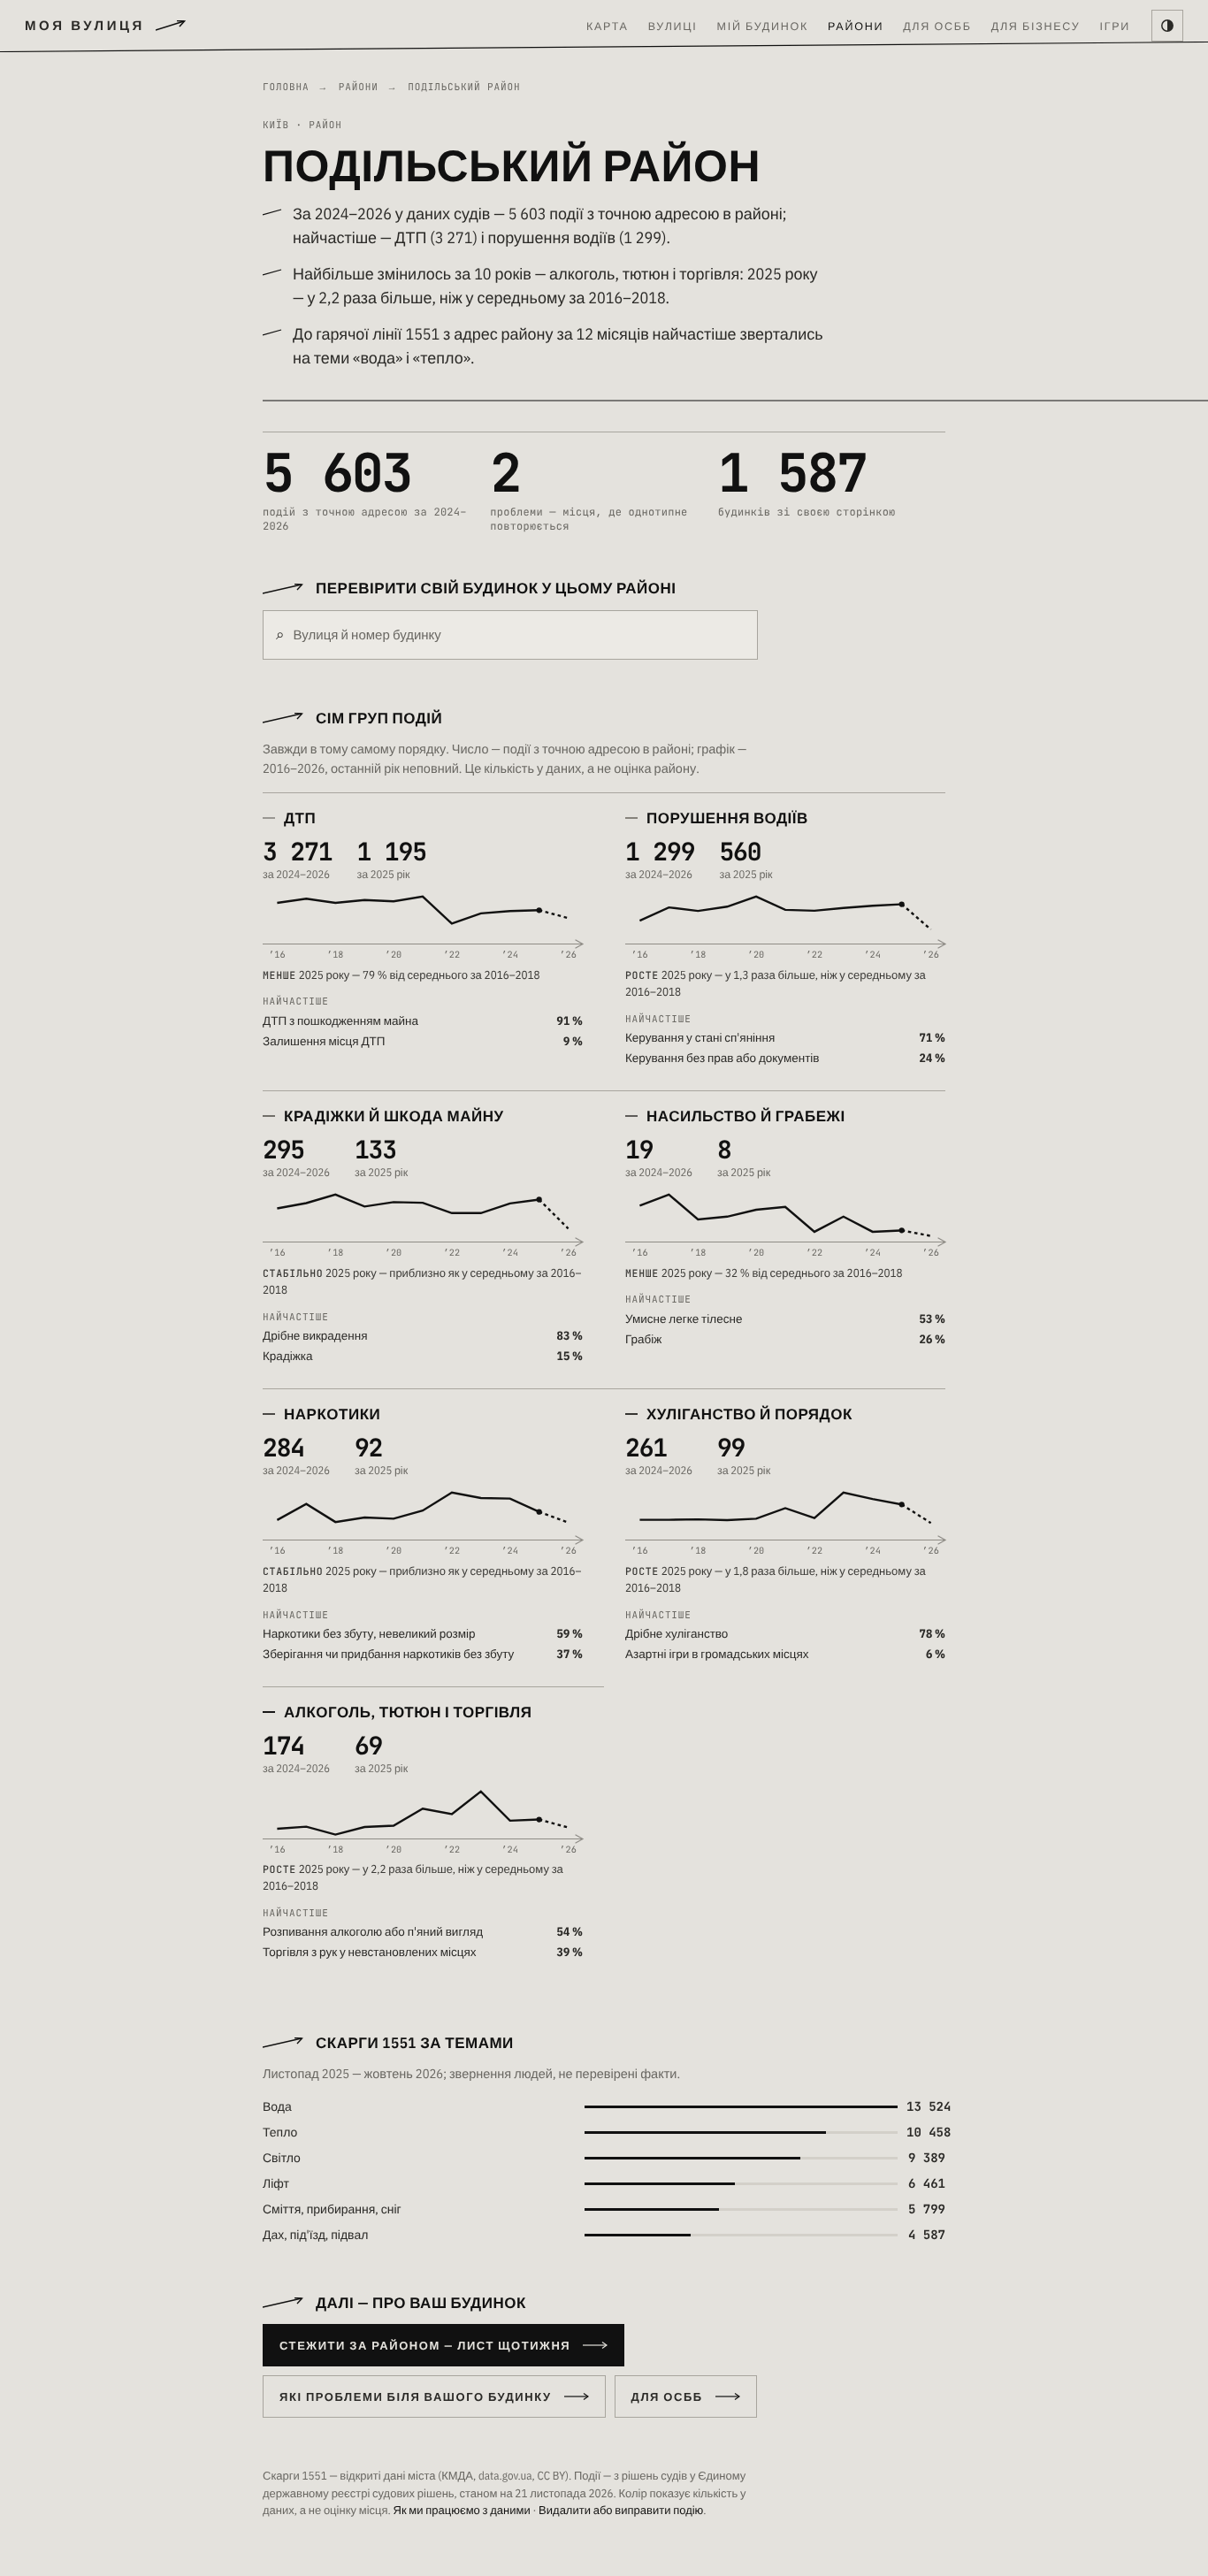 МОЯ ВУЛИЦЯ
КАРТА ВУЛИЦІ МІЙ БУДИНОК РАЙОНИ ДЛЯ ОСББ ДЛЯ БІЗНЕСУ ІГРИ
ГОЛОВНА → РАЙОНИ → ПОДІЛЬСЬКИЙ РАЙОН
КИЇВ · РАЙОН
ПОДІЛЬСЬКИЙ РАЙОН
За 2024–2026 у даних судів — 5 603 події з точною адресою в районі;
найчастіше — ДТП (3 271) і порушення водіїв (1 299).
Найбільше змінилось за 10 років — алкоголь, тютюн і торгівля: 2025 року
— у 2,2 раза більше, ніж у середньому за 2016–2018.
До гарячої лінії 1551 з адрес району за 12 місяців найчастіше звертались
на теми «вода» і «тепло».
5 603 2 1 587
подій з точною адресою за 2024–
2026
проблеми — місця, де однотипне
повторюється
будинків зі своєю сторінкою
ПЕРЕВІРИТИ СВІЙ БУДИНОК У ЦЬОМУ РАЙОНІ
Вулиця й номер будинку
СІМ ГРУП ПОДІЙ
Завжди в тому самому порядку. Число — події з точною адресою в районі; графік —
2016–2026, останній рік неповний. Це кількість у даних, а не оцінка району.
ДТП
3 271 1 195
за 2024–2026 за 2025 рік
’16 ’18 ’20 ’22 ’24 ’26
МЕНШЕ 2025 року — 79 % від середнього за 2016–2018
НАЙЧАСТІШЕ
ДТП з пошкодженням майна 91 %
Залишення місця ДТП 9 %
ПОРУШЕННЯ ВОДІЇВ
1 299 560
за 2024–2026 за 2025 рік
’16 ’18 ’20 ’22 ’24 ’26
РОСТЕ 2025 року — у 1,3 раза більше, ніж у середньому за
2016–2018
НАЙЧАСТІШЕ
Керування у стані сп’яніння 71 %
Керування без прав або документів 24 %
КРАДІЖКИ Й ШКОДА МАЙНУ
295 133
за 2024–2026 за 2025 рік
’16 ’18 ’20 ’22 ’24 ’26
СТАБІЛЬНО 2025 року — приблизно як у середньому за 2016–
2018
НАЙЧАСТІШЕ
Дрібне викрадення 83 %
Крадіжка 15 %
НАСИЛЬСТВО Й ГРАБЕЖІ
19 8
за 2024–2026 за 2025 рік
’16 ’18 ’20 ’22 ’24 ’26
МЕНШЕ 2025 року — 32 % від середнього за 2016–2018
НАЙЧАСТІШЕ
Умисне легке тілесне 53 %
Грабіж 26 %
НАРКОТИКИ
284 92
за 2024–2026 за 2025 рік
’16 ’18 ’20 ’22 ’24 ’26
СТАБІЛЬНО 2025 року — приблизно як у середньому за 2016–
2018
НАЙЧАСТІШЕ
Наркотики без збуту, невеликий розмір 59 %
Зберігання чи придбання наркотиків без збуту 37 %
ХУЛІГАНСТВО Й ПОРЯДОК
261 99
за 2024–2026 за 2025 рік
’16 ’18 ’20 ’22 ’24 ’26
РОСТЕ 2025 року — у 1,8 раза більше, ніж у середньому за
2016–2018
НАЙЧАСТІШЕ
Дрібне хуліганство 78 %
Азартні ігри в громадських місцях 6 %
АЛКОГОЛЬ, ТЮТЮН І ТОРГІВЛЯ
174 69
за 2024–2026 за 2025 рік
’16 ’18 ’20 ’22 ’24 ’26
РОСТЕ 2025 року — у 2,2 раза більше, ніж у середньому за
2016–2018
НАЙЧАСТІШЕ
Розпивання алкоголю або п’яний вигляд 54 %
Торгівля з рук у невстановлених місцях 39 %
СКАРГИ 1551 ЗА ТЕМАМИ
Листопад 2025 — жовтень 2026; звернення людей, не перевірені факти.
Вода 13 524
Тепло 10 458
Світло 9 389
Ліфт 6 461
Сміття, прибирання, сніг 5 799
Дах, під’їзд, підвал 4 587
ДАЛІ — ПРО ВАШ БУДИНОК
СТЕЖИТИ ЗА РАЙОНОМ — ЛИСТ ЩОТИЖНЯ
ЯКІ ПРОБЛЕМИ БІЛЯ ВАШОГО БУДИНКУ ДЛЯ ОСББ
Скарги 1551 — відкриті дані міста (КМДА, data.gov.ua, CC BY). Події — з рішень судів у Єдиному
державному реєстрі судових рішень, станом на 21 листопада 2026. Колір показує кількість у
даних, а не оцінку місця. Як ми працюємо з даними · Видалити або виправити подію.